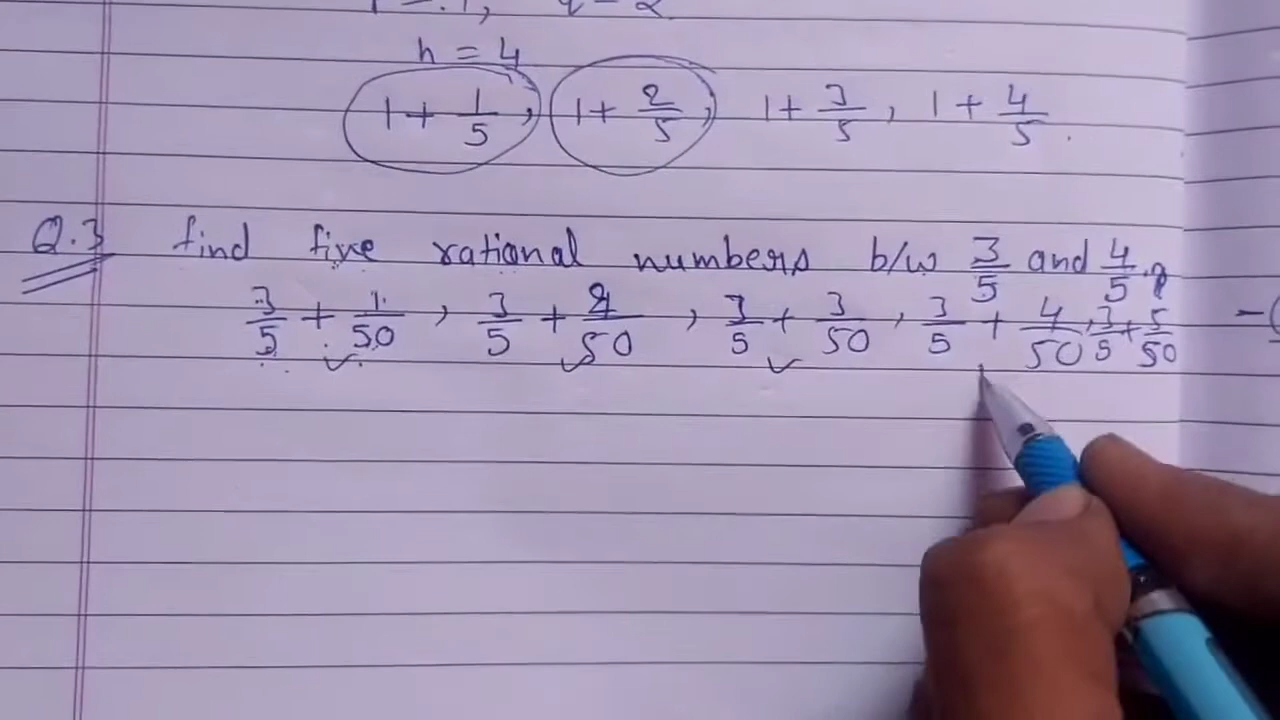 n = 4
1 + 1/5, 1 + 2/5, 1 + 3/5, 1 + 4/5.
Q.3 find five rational numbers b/w 3/5 and 4/5.?
3/5 + 1/50, 3/5 + 2/50, 3/5 + 3/50, 3/5 + 4/50, 3/5 + 5/50